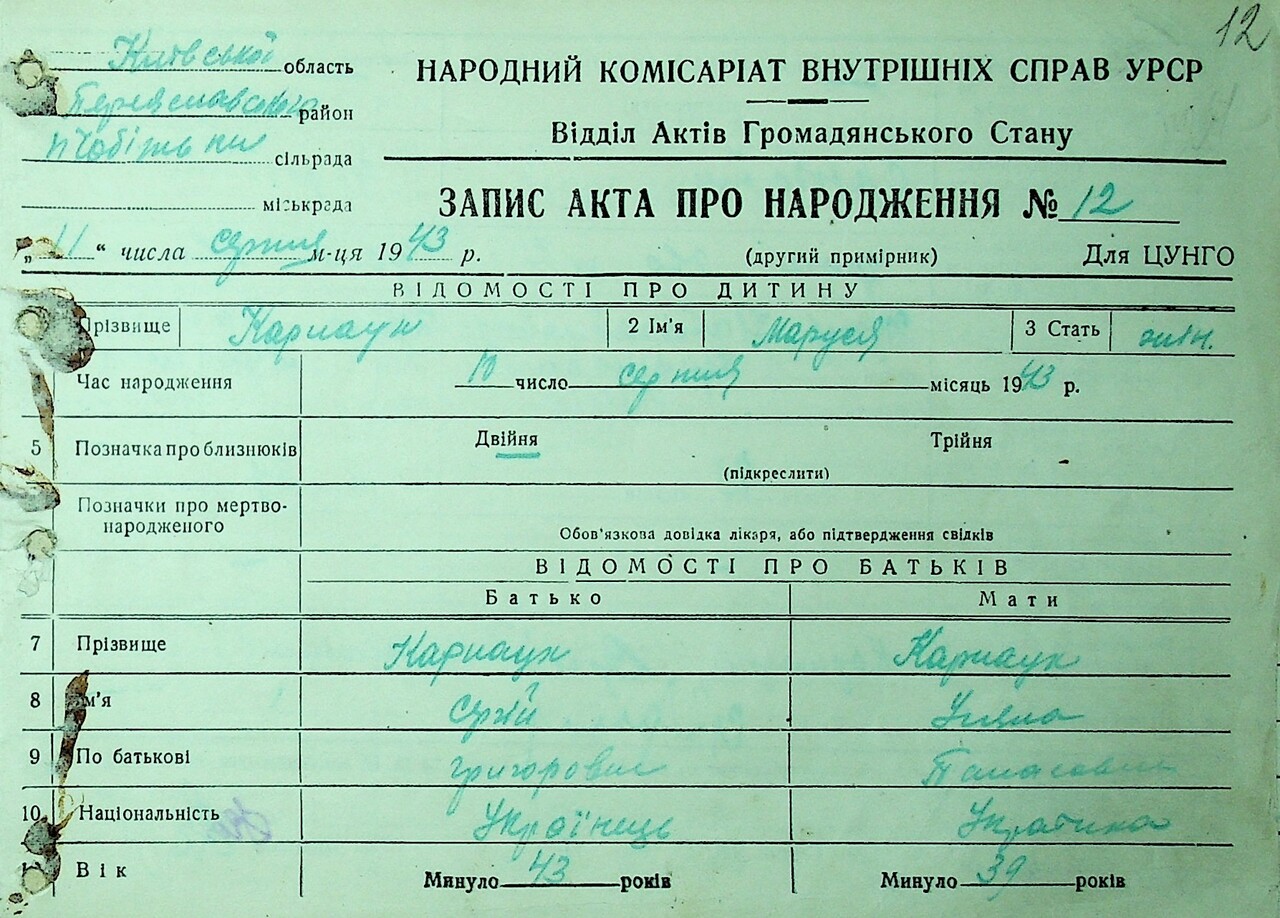 12
Київської область
Переяславського район
сільрада
міськрада
НАРОДНИЙ КОМІСАРІАТ ВНУТРІШНІХ СПРАВ УРСР
Відділ Актів Громадянського Стану
ЗАПИС АКТА ПРО НАРОДЖЕННЯ № 12
„11“ числа серпня м-ця 1943 р.
(другий примірник) Для ЦУНГО
ВІДОМОСТІ ПРО ДИТИНУ
Прізвище Карнаух 2 Ім'я Маруся 3 Стать жін.
Час народження 10 число серпня місяць 1943 р.
5 Позначка про близнюків Двійня Трійня
(підкреслити)
Позначки про мертво-
народженого
Обов'язкова довідка лікаря, або підтвердження свідків
ВІДОМОСТІ ПРО БАТЬКІВ
Батько Мати
7 Прізвище Карнаух Карнаух
8 Ім'я Сергій Уляна
9 По батькові Григорович Панасовна
10 Національність Українець Українка
Вік Минуло 43 років Минуло 39 років